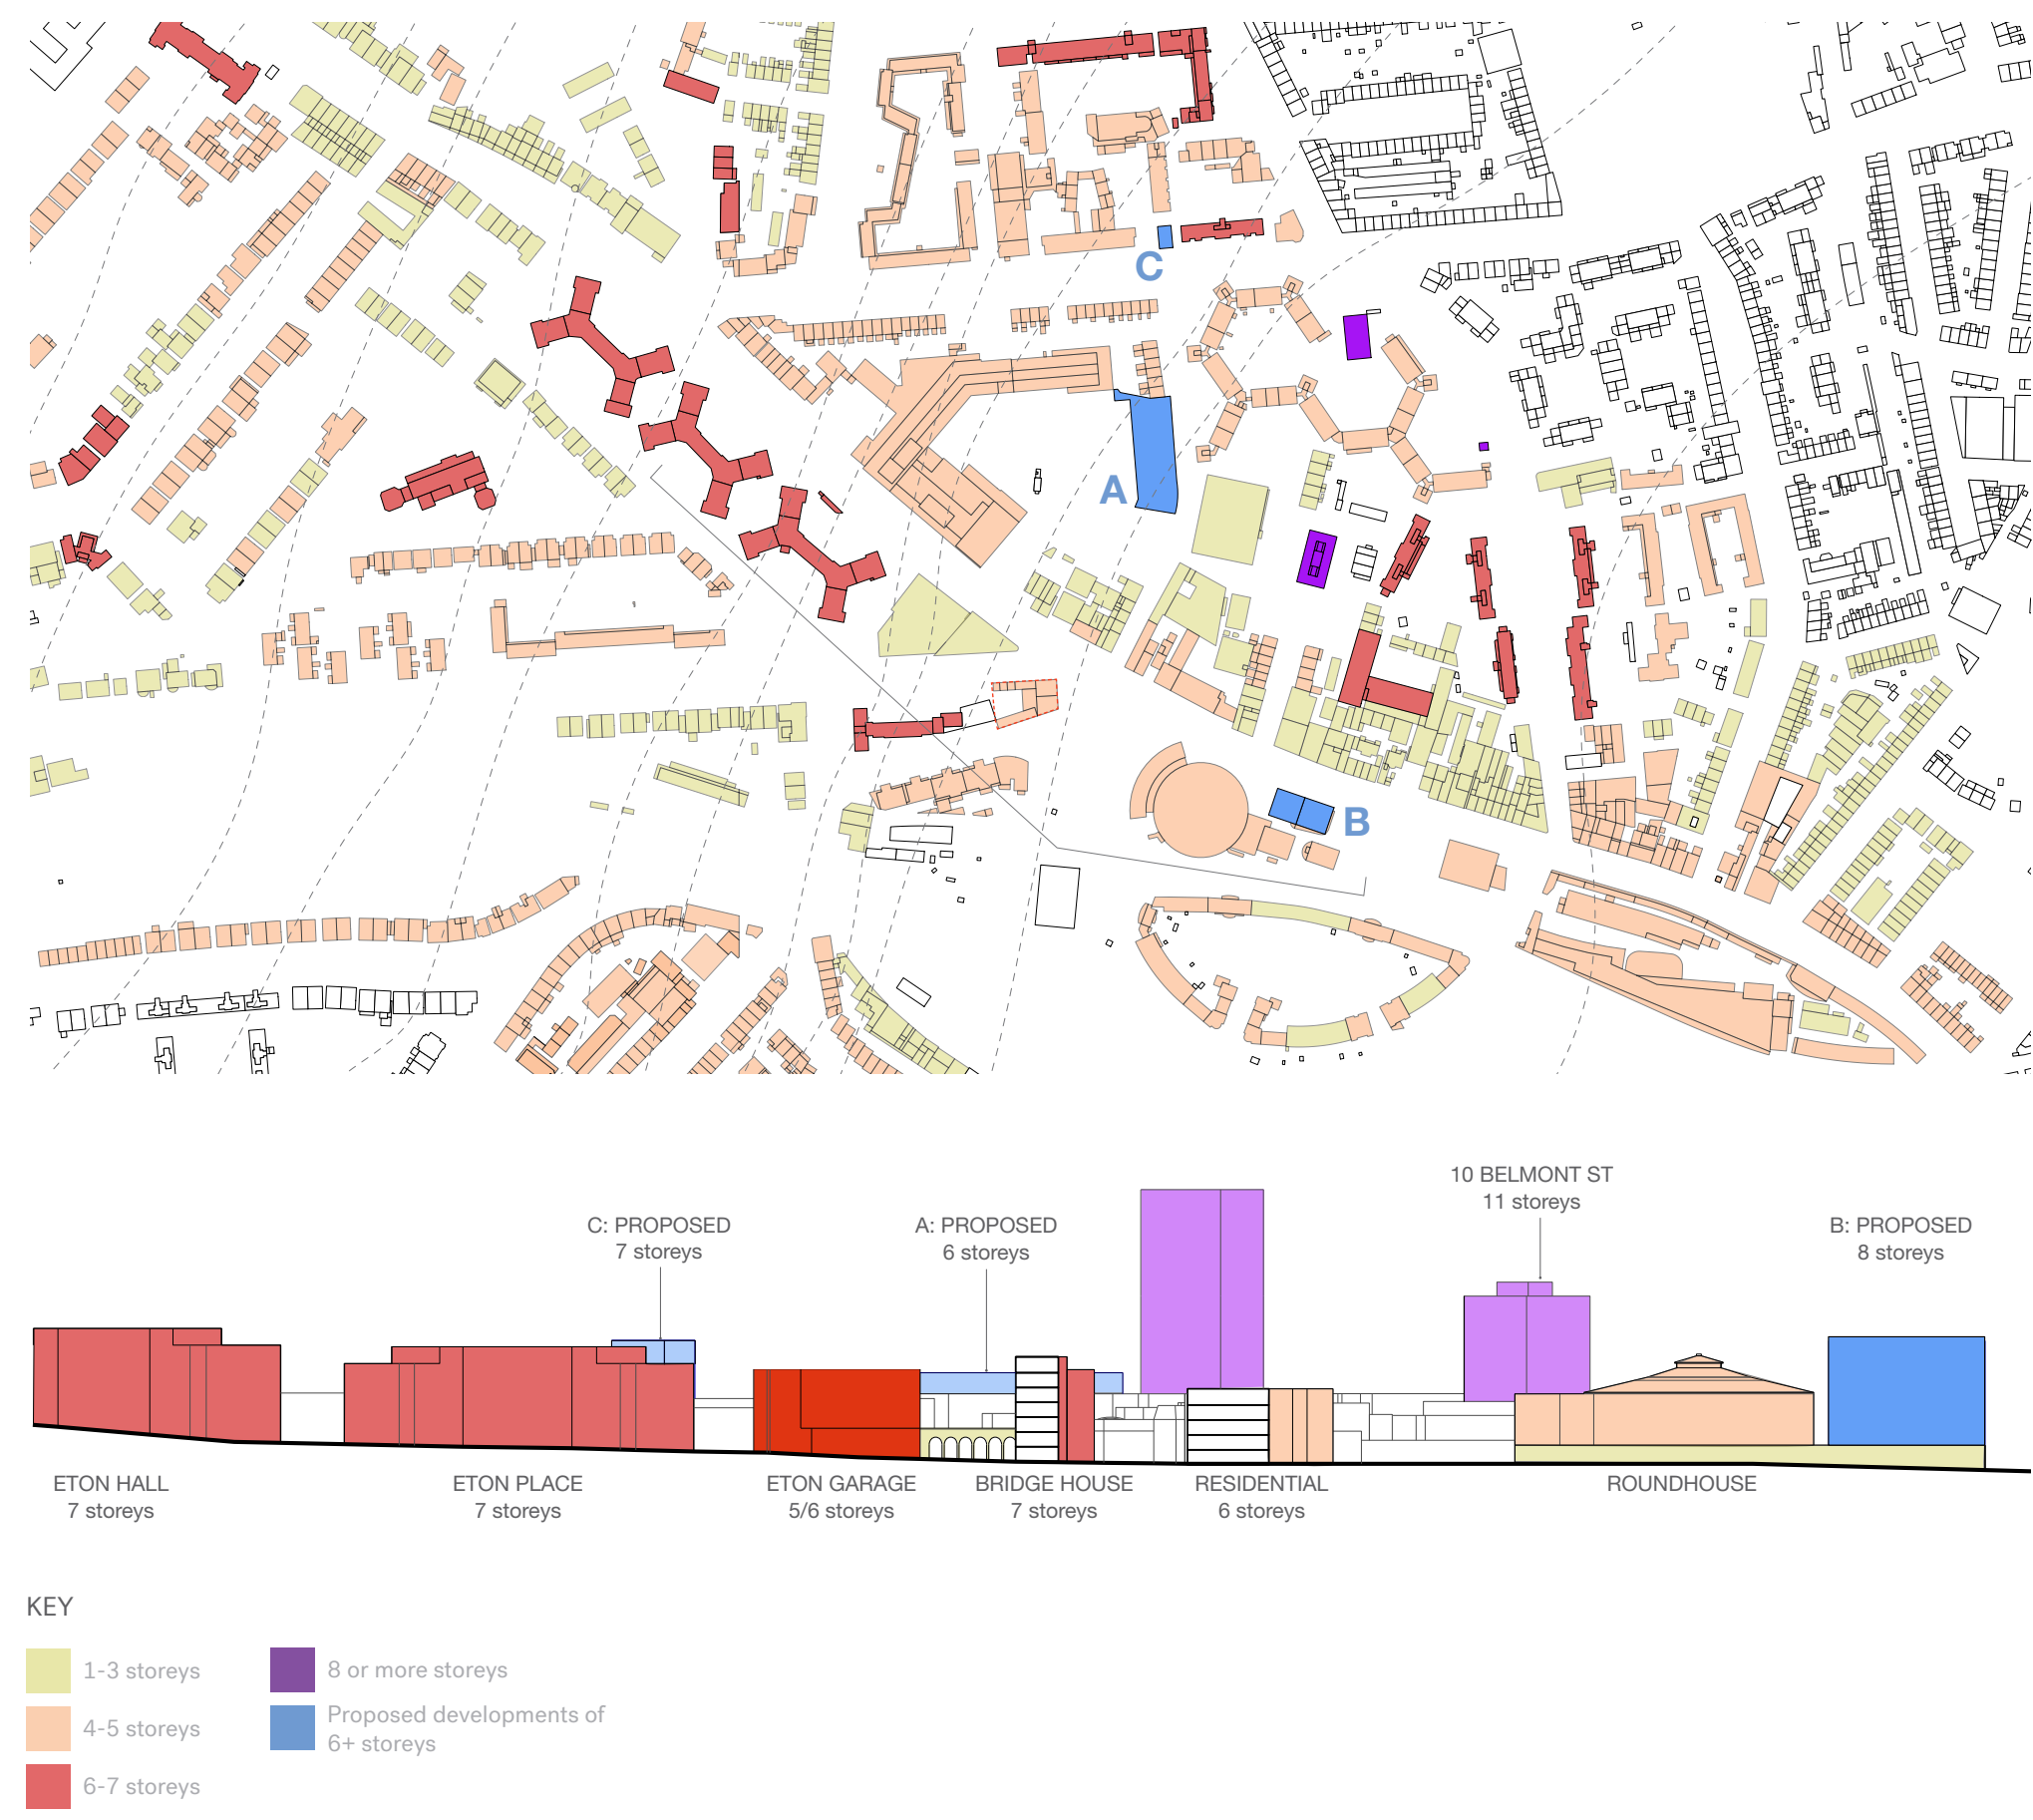 C
A
B
10 BELMONT ST
11 storeys
C: PROPOSED
7 storeys
A: PROPOSED
6 storeys
B: PROPOSED
8 storeys
ETON HALL
7 storeys
ETON PLACE
7 storeys
ETON GARAGE
5/6 storeys
BRIDGE HOUSE
7 storeys
RESIDENTIAL
6 storeys
ROUNDHOUSE
KEY
1-3 storeys
4-5 storeys
6-7 storeys
8 or more storeys
Proposed developments of
6+ storeys